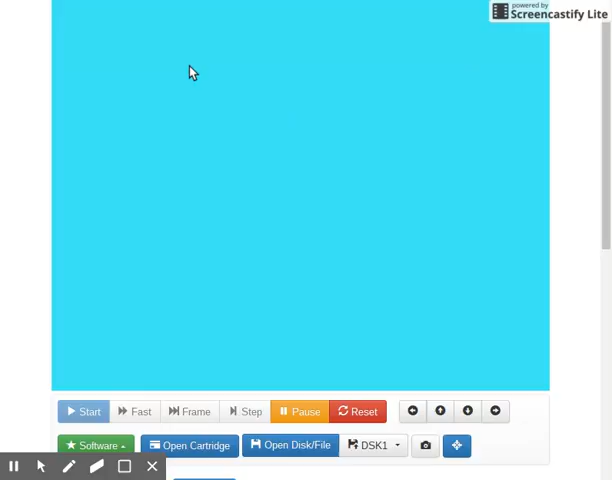 powered by
Screencastify Lite
Start Fast Frame Step Pause Reset
Software Open Cartridge Open Disk/File DSK1